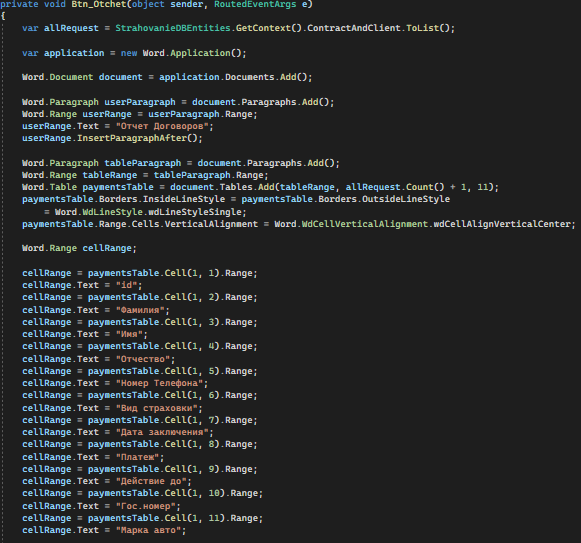 private void Btn_Otchet(object sender, RoutedEventArgs e)
{
var allRequest = StrahovanieDBEntities.GetContext().ContractAndClient.ToList();
var application = new Word.Application();
Word.Document document = application.Documents.Add();
Word.Paragraph userParagraph = document.Paragraphs.Add();
Word.Range userRange = userParagraph.Range;
userRange.Text = "Отчет Договоров";
userRange.InsertParagraphAfter();
Word.Paragraph tableParagraph = document.Paragraphs.Add();
Word.Range tableRange = tableParagraph.Range;
Word.Table paymentsTable = document.Tables.Add(tableRange, allRequest.Count() + 1, 11);
paymentsTable.Borders.InsideLineStyle = paymentsTable.Borders.OutsideLineStyle
= Word.WdLineStyle.wdLineStyleSingle;
paymentsTable.Range.Cells.VerticalAlignment = Word.WdCellVerticalAlignment.wdCellAlignVerticalCenter;
Word.Range cellRange;
cellRange = paymentsTable.Cell(1, 1).Range;
cellRange.Text = "id";
cellRange = paymentsTable.Cell(1, 2).Range;
cellRange.Text = "Фамилия";
cellRange = paymentsTable.Cell(1, 3).Range;
cellRange.Text = "Имя";
cellRange = paymentsTable.Cell(1, 4).Range;
cellRange.Text = "Отчество";
cellRange = paymentsTable.Cell(1, 5).Range;
cellRange.Text = "Номер Телефона";
cellRange = paymentsTable.Cell(1, 6).Range;
cellRange.Text = "Вид страховки";
cellRange = paymentsTable.Cell(1, 7).Range;
cellRange.Text = "Дата заключения";
cellRange = paymentsTable.Cell(1, 8).Range;
cellRange.Text = "Платеж";
cellRange = paymentsTable.Cell(1, 9).Range;
cellRange.Text = "Действие до";
cellRange = paymentsTable.Cell(1, 10).Range;
cellRange.Text = "Гос.номер";
cellRange = paymentsTable.Cell(1, 11).Range;
cellRange.Text = "Марка авто";